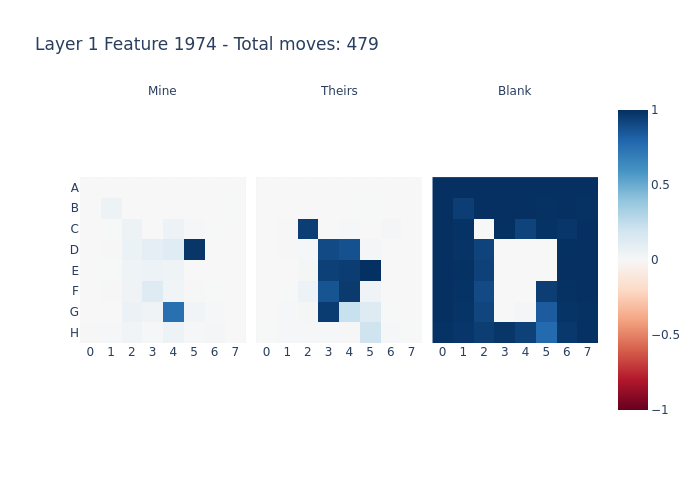 Layer 1 Feature 1974 - Total moves: 479
Mine
Theirs
Blank
A
B
C
D
E
F
G
H
0 1 2 3 4 5 6 7
0 1 2 3 4 5 6 7
0 1 2 3 4 5 6 7
1
0.5
0
−0.5
−1